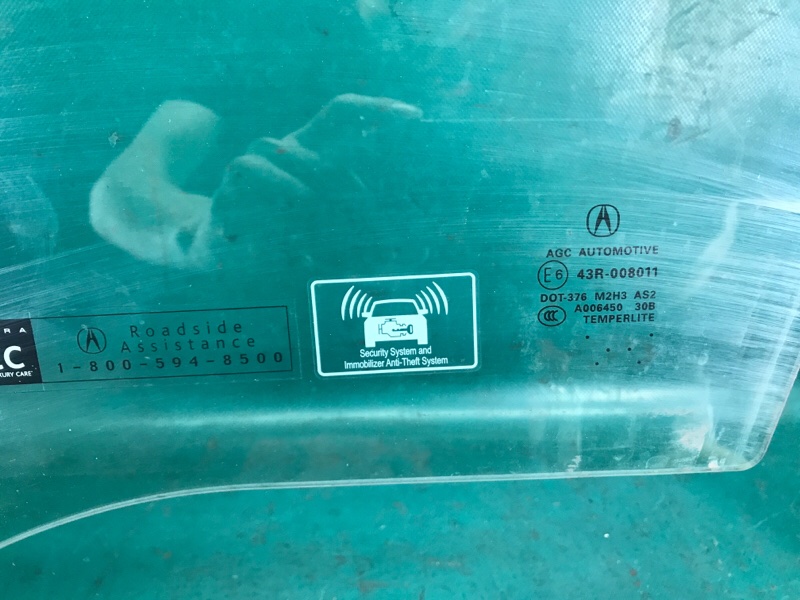 AGC AUTOMOTIVE
E6 43R-008011
DOT-376 M2H3 AS2
CCC A006450 30B
TEMPERLITE
Security System and
Immobilizer Anti-Theft System
Roadside
Assistance
1-800-594-8500